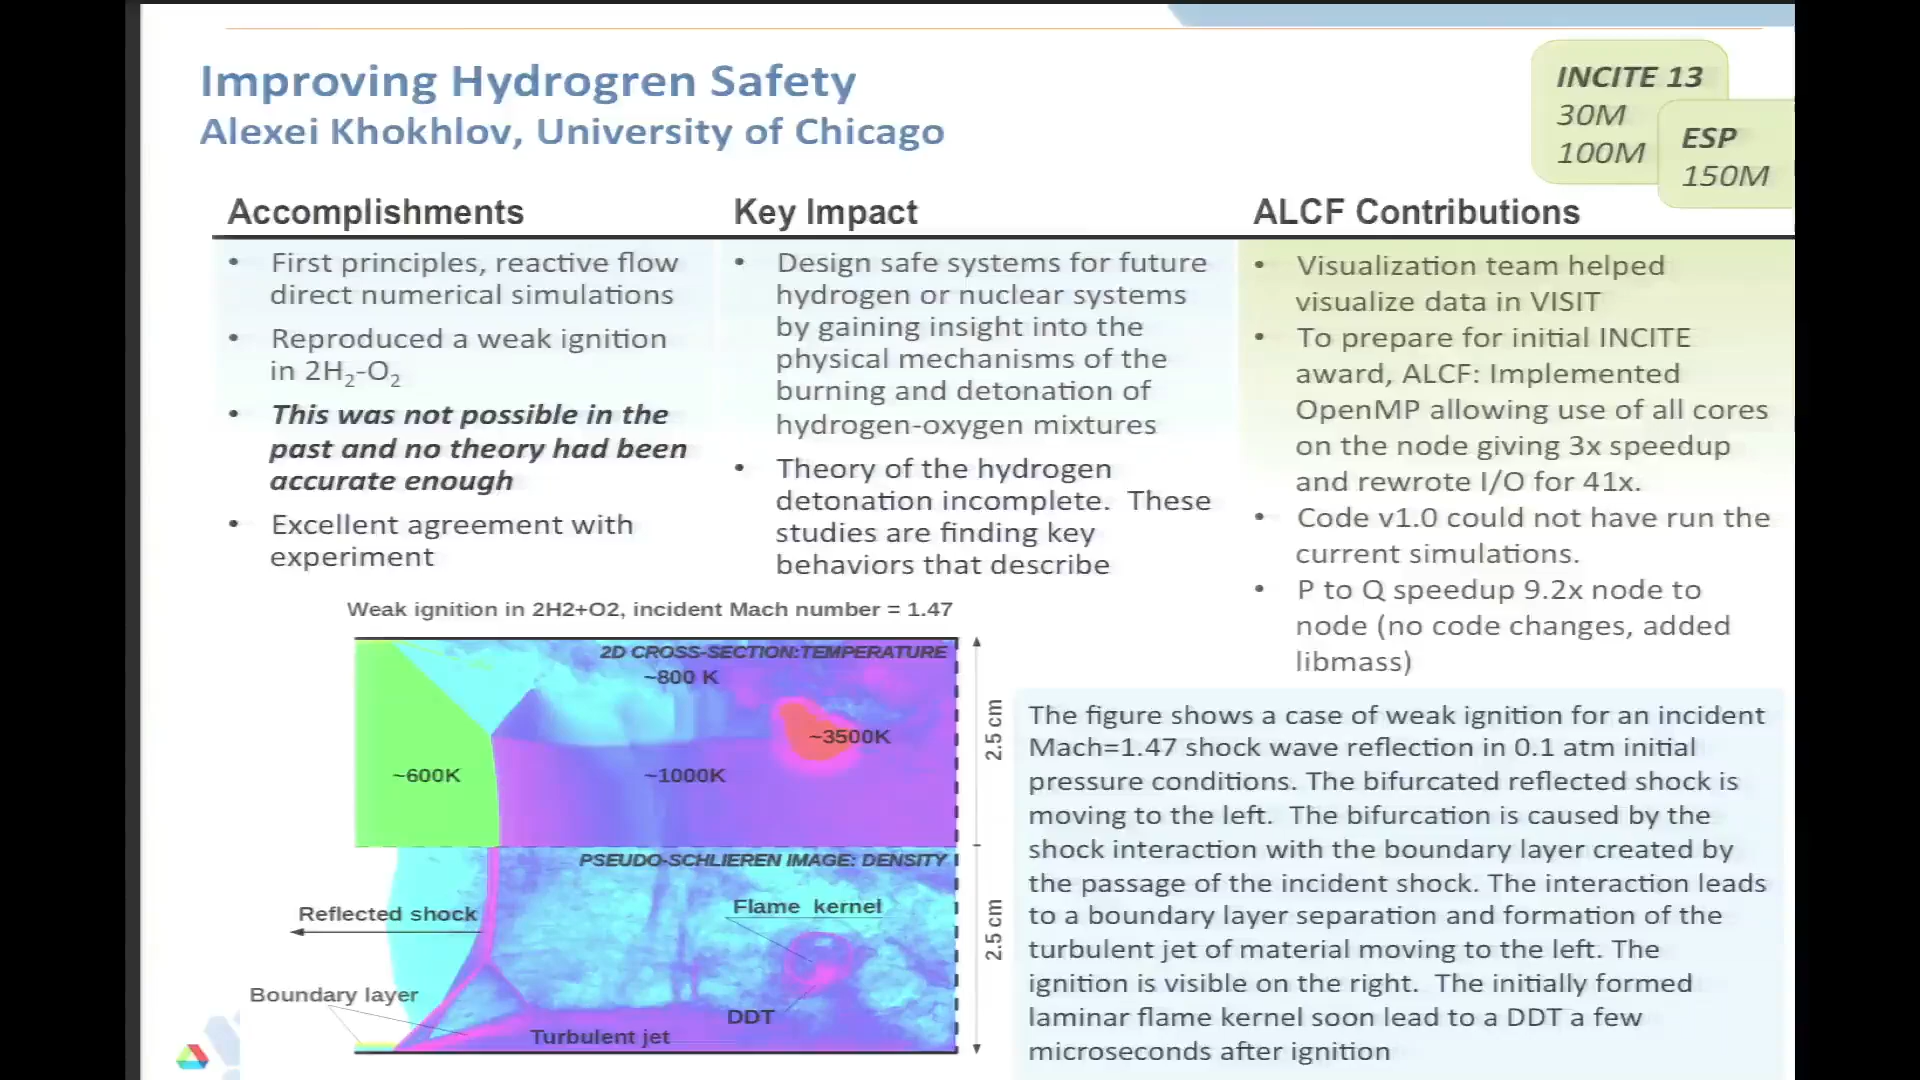 Improving Hydrogren Safety
Alexei Khokhlov, University of Chicago
INCITE 13
30M
100M
ESP
150M
Accomplishments
• First principles, reactive flow
direct numerical simulations
• Reproduced a weak ignition
in 2H2-O2
• This was not possible in the
past and no theory had been
accurate enough
• Excellent agreement with
experiment
Key Impact
• Design safe systems for future
hydrogen or nuclear systems
by gaining insight into the
physical mechanisms of the
burning and detonation of
hydrogen-oxygen mixtures
• Theory of the hydrogen
detonation incomplete. These
studies are finding key
behaviors that describe
ALCF Contributions
• Visualization team helped
visualize data in VISIT
• To prepare for initial INCITE
award, ALCF: Implemented
OpenMP allowing use of all cores
on the node giving 3x speedup
and rewrote I/O for 41x.
• Code v1.0 could not have run the
current simulations.
• P to Q speedup 9.2x node to
node (no code changes, added
libmass)
Weak ignition in 2H2+O2, incident Mach number = 1.47
2D CROSS-SECTION:TEMPERATURE
~800 K
~3500K
~600K
~1000K
2.5 cm
PSEUDO-SCHLIEREN IMAGE: DENSITY
Flame kernel
Reflected shock
2.5 cm
Boundary layer
DDT
Turbulent jet
The figure shows a case of weak ignition for an incident
Mach=1.47 shock wave reflection in 0.1 atm initial
pressure conditions. The bifurcated reflected shock is
moving to the left. The bifurcation is caused by the
shock interaction with the boundary layer created by
the passage of the incident shock. The interaction leads
to a boundary layer separation and formation of the
turbulent jet of material moving to the left. The
ignition is visible on the right. The initially formed
laminar flame kernel soon lead to a DDT a few
microseconds after ignition